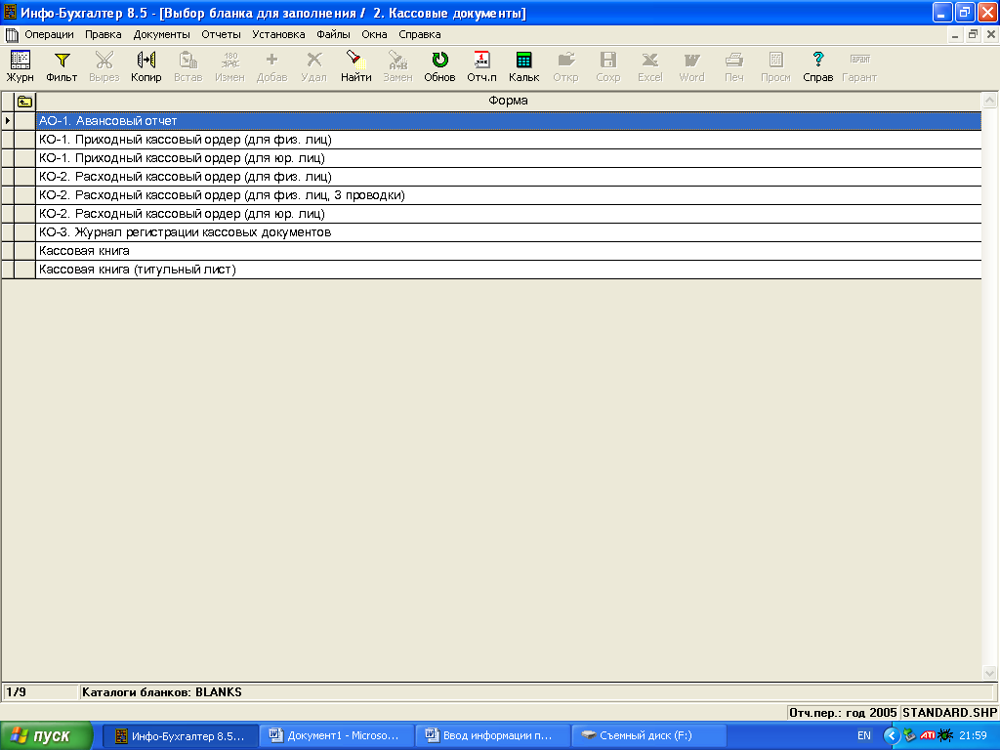 Инфо-Бухгалтер 8.5 - [Выбор бланка для заполнения / 2. Кассовые документы]
Операции Правка Документы Отчеты Установка Файлы Окна Справка
Журн Фильт Вырез Копир Встав Измен Добав Удал Найти Замен Обнов Отч.п Кальк Откр Сохр Excel Word Печ Просм Справ Гарант
Форма
АО-1. Авансовый отчет
КО-1. Приходный кассовый ордер (для физ. лиц)
КО-1. Приходный кассовый ордер (для юр. лиц)
КО-2. Расходный кассовый ордер (для физ. лиц)
КО-2. Расходный кассовый ордер (для физ. лиц, 3 проводки)
КО-2. Расходный кассовый ордер (для юр. лиц)
КО-3. Журнал регистрации кассовых документов
Кассовая книга
Кассовая книга (титульный лист)
1/9 Каталоги бланков: BLANKS
Отч.пер.: год 2005 STANDARD.SHP
пуск Инфо-Бухгалтер 8.5... Документ1 - Microso... Ввод информации п... Съемный диск (F:) EN 21:59